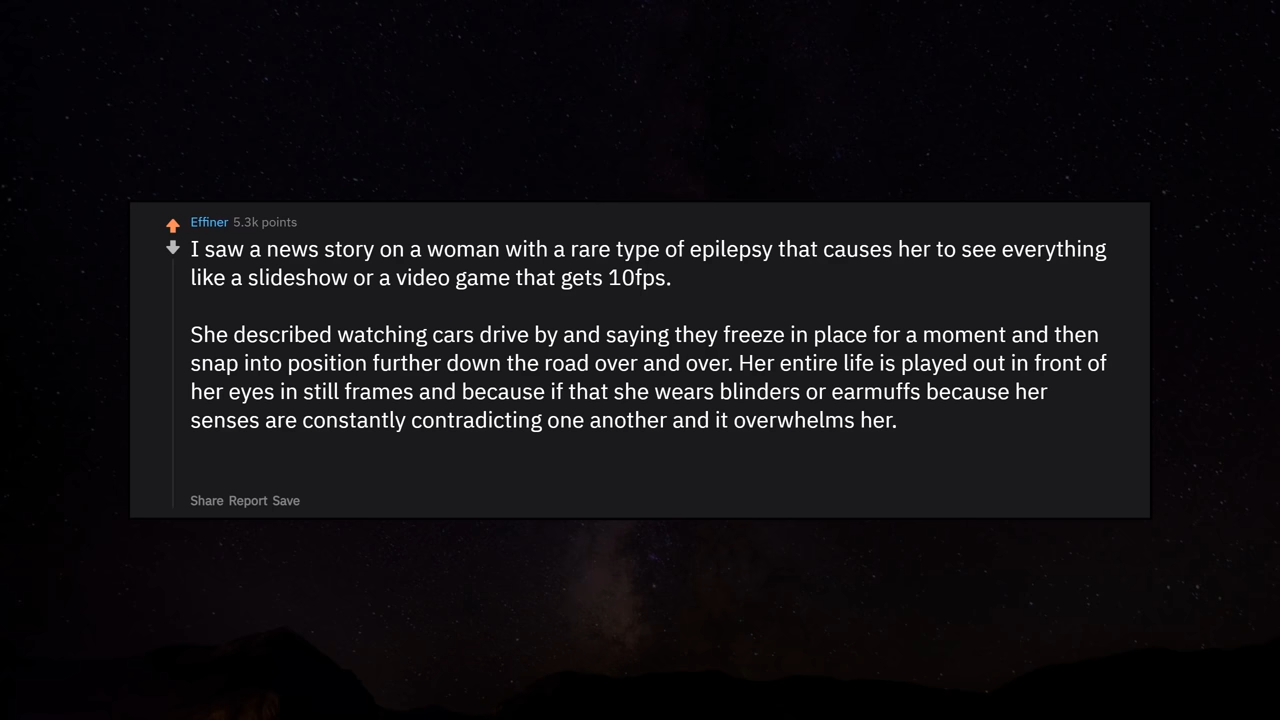 Effiner 5.3k points
I saw a news story on a woman with a rare type of epilepsy that causes her to see everything
like a slideshow or a video game that gets 10fps.
She described watching cars drive by and saying they freeze in place for a moment and then
snap into position further down the road over and over. Her entire life is played out in front of
her eyes in still frames and because if that she wears blinders or earmuffs because her
senses are constantly contradicting one another and it overwhelms her.
Share Report Save